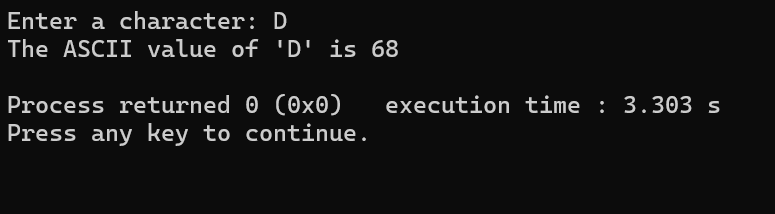 Enter a character: D
The ASCII value of 'D' is 68
Process returned 0 (0x0)   execution time : 3.303 s
Press any key to continue.